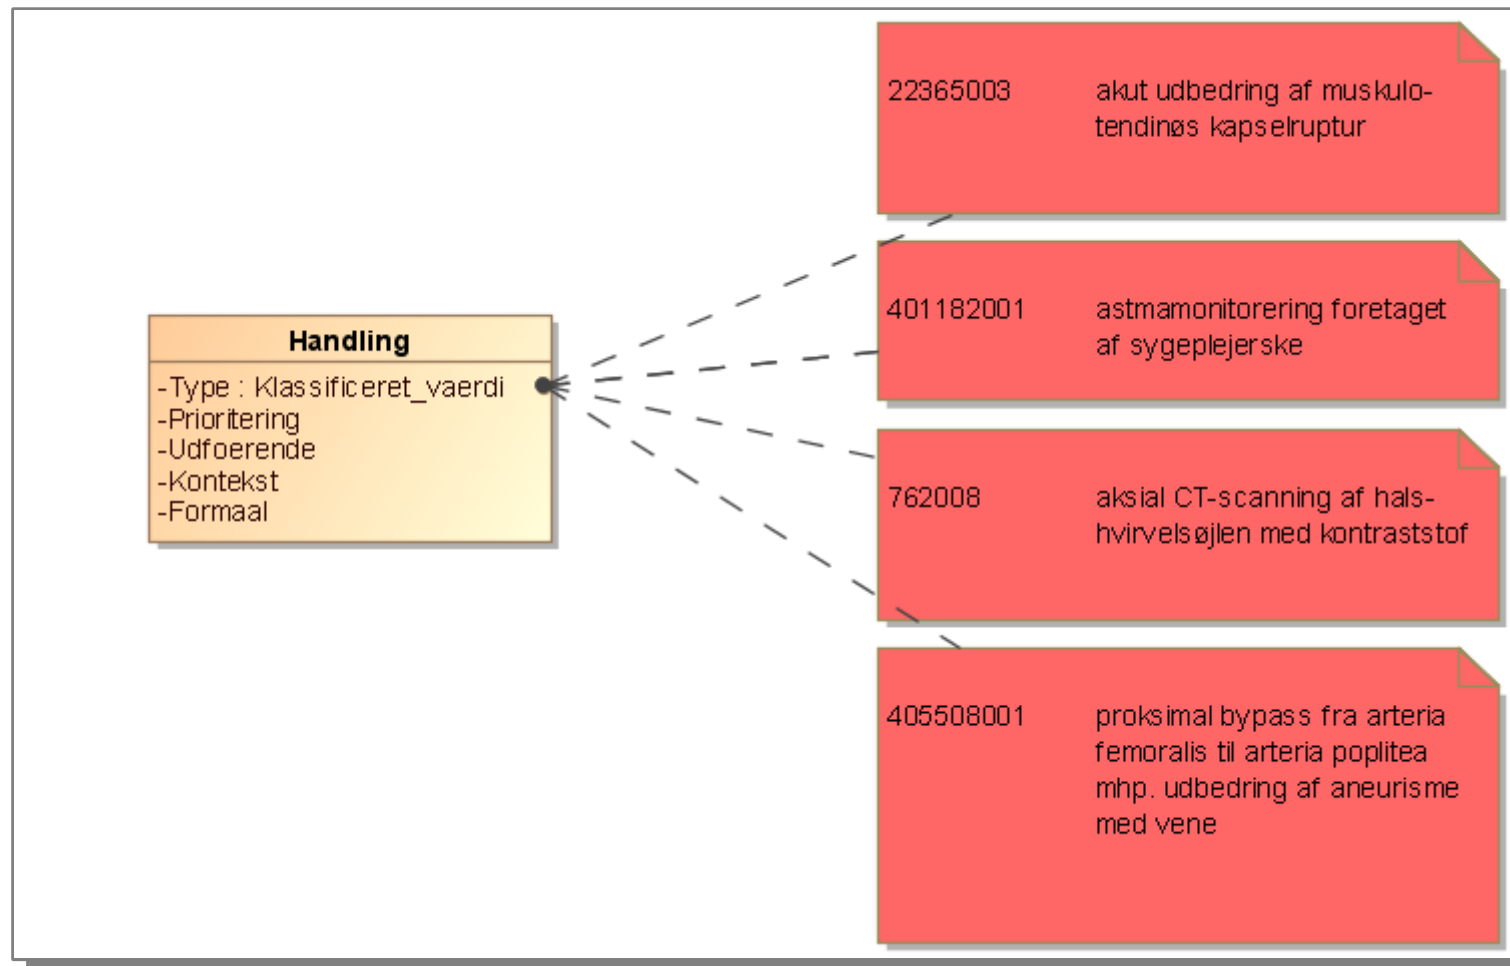 Handling
-Type : Klassificeret_vaerdi
-Prioritering
-Udfoerende
-Kontekst
-Formaal
22365003 akut udbedring af muskulo-
tendinøs kapselruptur
401182001 astmamonitorering foretaget
af sygeplejerske
762008 aksial CT-scanning af hals-
hvirvelsøjlen med kontraststof
405508001 proksimal bypass fra arteria
femoralis til arteria poplitea
mhp. udbedring af aneurisme
med vene